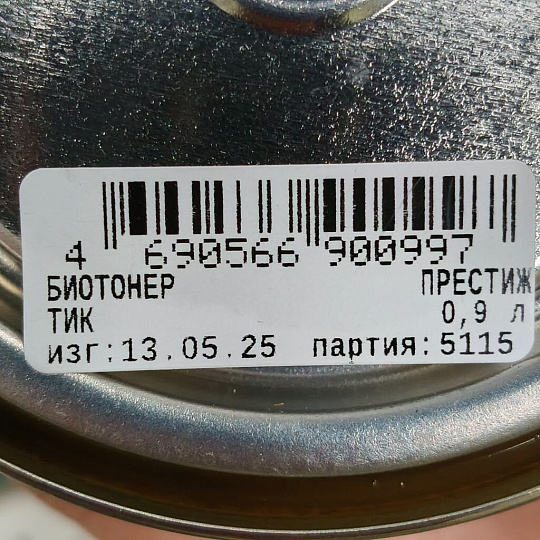 4 690566 900997
БИОТОНЕР ПРЕСТИЖ
ТИК 0,9 л
изг:13.05.25 партия:5115